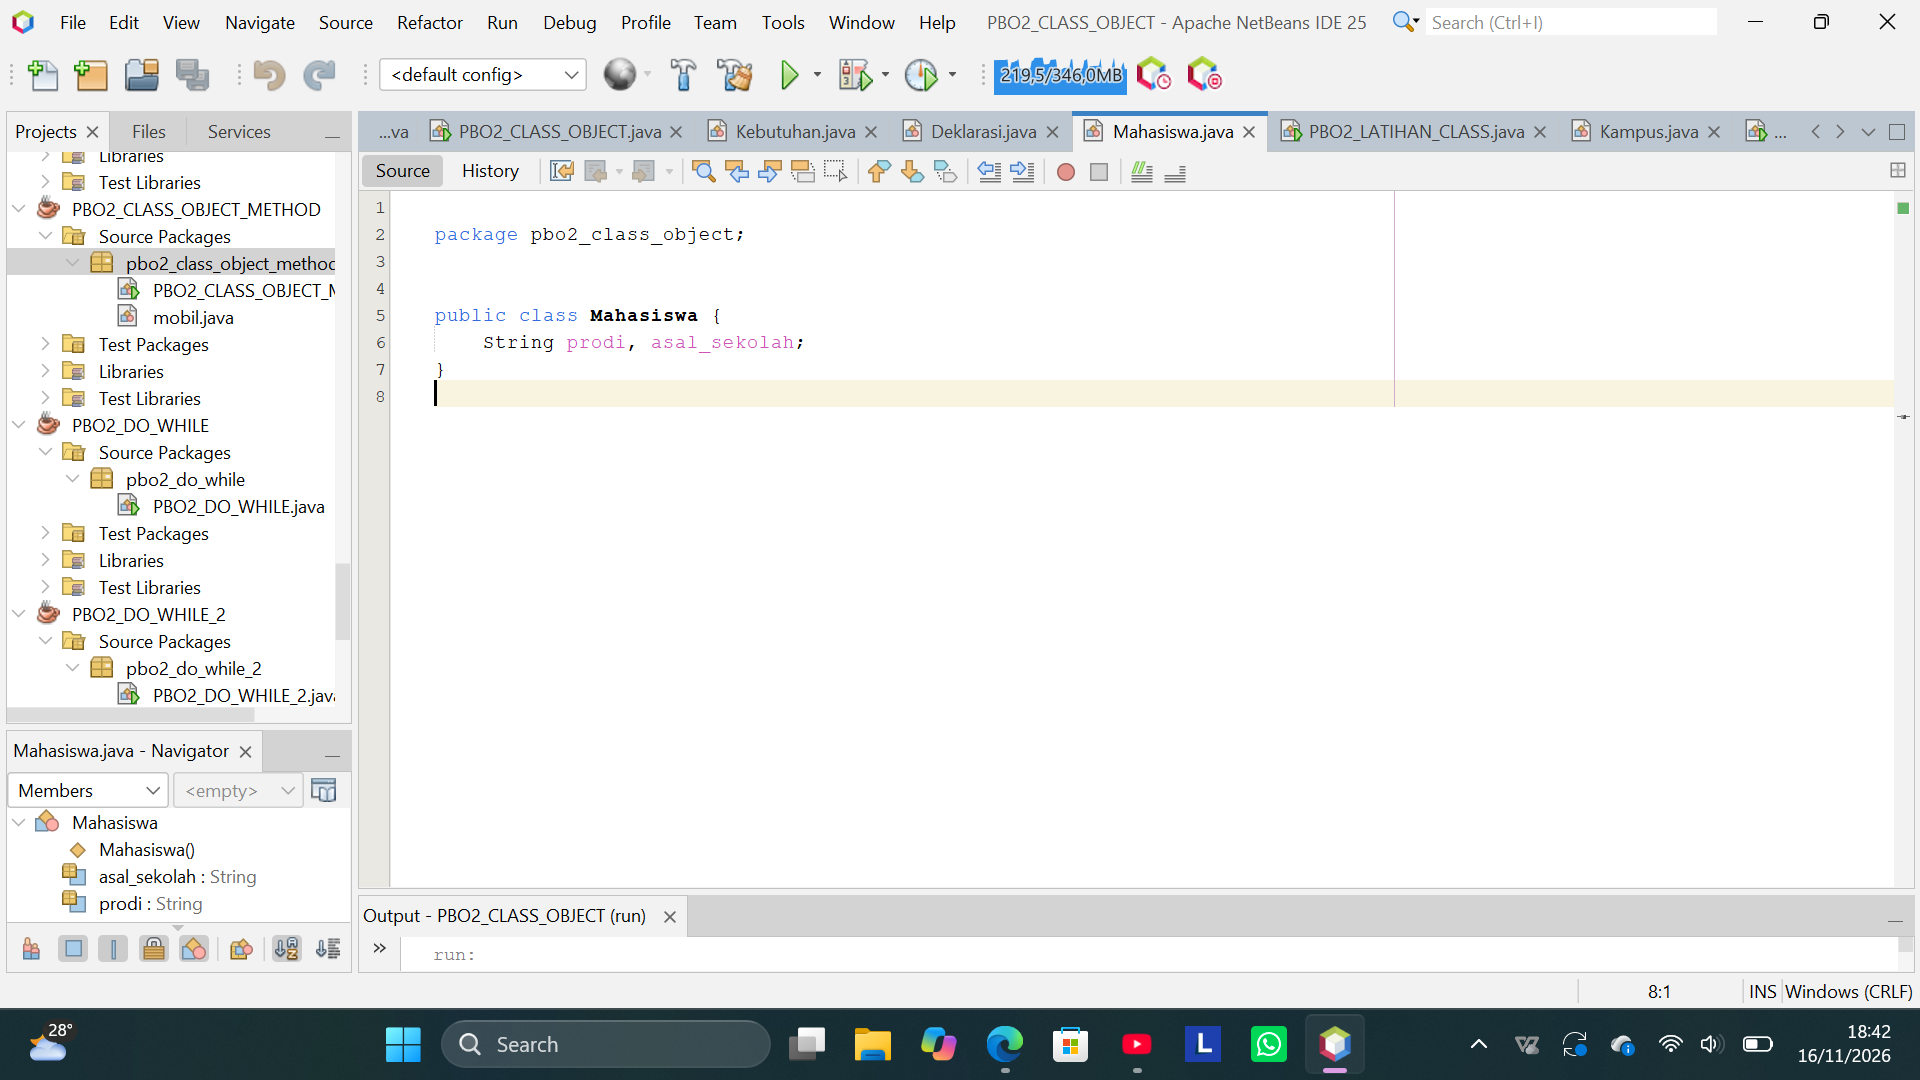 File Edit View Navigate Source Refactor Run Debug Profile Team Tools Window Help PBO2_CLASS_OBJECT - Apache NetBeans IDE 25 Search (Ctrl+I)
<default config> 219,5/346,0MB
Projects Files Services
...va PBO2_CLASS_OBJECT.java Kebutuhan.java Deklarasi.java Mahasiswa.java PBO2_LATIHAN_CLASS.java Kampus.java ...
Source History
Libraries
Test Libraries
PBO2_CLASS_OBJECT_METHOD
Source Packages
pbo2_class_object_method
PBO2_CLASS_OBJECT_M
mobil.java
Test Packages
Libraries
Test Libraries
PBO2_DO_WHILE
Source Packages
pbo2_do_while
PBO2_DO_WHILE.java
Test Packages
Libraries
Test Libraries
PBO2_DO_WHILE_2
Source Packages
pbo2_do_while_2
PBO2_DO_WHILE_2.java
1
2 package pbo2_class_object;
3
4
5 public class Mahasiswa {
6 String prodi, asal_sekolah;
7 }
8
Mahasiswa.java - Navigator
Members <empty>
Mahasiswa
Mahasiswa()
asal_sekolah : String
prodi : String
Output - PBO2_CLASS_OBJECT (run)
run:
8:1 INS Windows (CRLF)
28° Search 18:42
16/11/2026